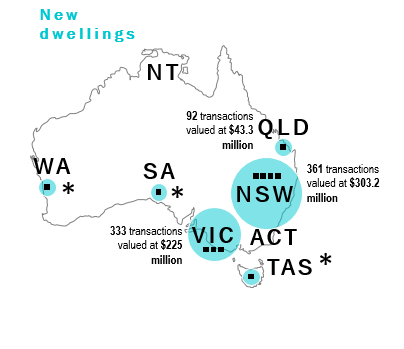 New
dwellings
NT
92 transactions
valued at $43.3
million
QLD
WA
*
SA
*
NSW
361 transactions
valued at $303.2
million
333 transactions
valued at $225
million
VIC
ACT
TAS *